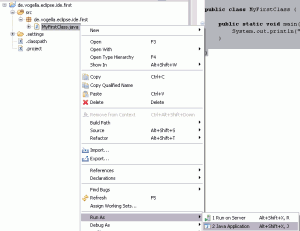 de.vogella.eclipse.ide.first
src
de.vogella.eclipse.ide.first
MyFirstClass.java
.settings
.classpath
.project
public class MyFirstClass {
public static void main(
System.out.println("
}
New
Open F3
Open With
Open Type Hierarchy F4
Show In Alt+Shift+W
Copy Ctrl+C
Copy Qualified Name
Paste Ctrl+V
Delete Delete
Remove from Context Ctrl+Alt+Shift+Down
Build Path
Source Alt+Shift+S
Refactor Alt+Shift+T
Import...
Export...
References
Declarations
Find Bugs
Refresh F5
Assign Working Sets...
Run As
Debug As
1 Run on Server Alt+Shift+X, R
2 Java Application Alt+Shift+X, J